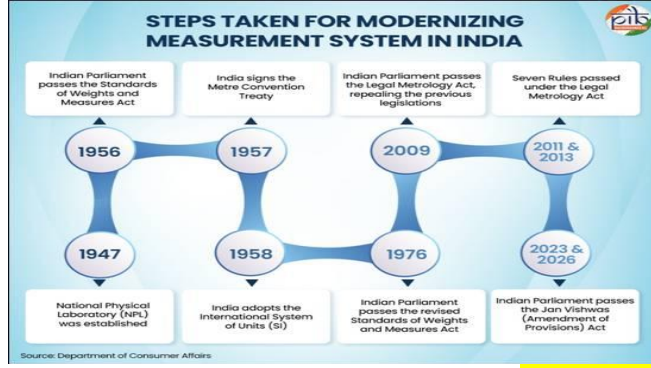 STEPS TAKEN FOR MODERNIZING
MEASUREMENT SYSTEM IN INDIA
pib
Indian Parliament
passes the Standards
of Weights and
Measures Act
India signs the
Metre Convention
Treaty
Indian Parliament passes
the Legal Metrology Act,
repealing the previous
legislations
Seven Rules passed
under the Legal
Metrology Act
1956
1957
2009
2011 &
2013
1947
1958
1976
2023 &
2026
National Physical
Laboratory (NPL)
was established
India adopts the
International System
of Units (SI)
Indian Parliament
passes the revised
Standards of Weights
and Measures Act
Indian Parliament passes
the Jan Vishwas
(Amendment of
Provisions) Act
Source: Department of Consumer Affairs